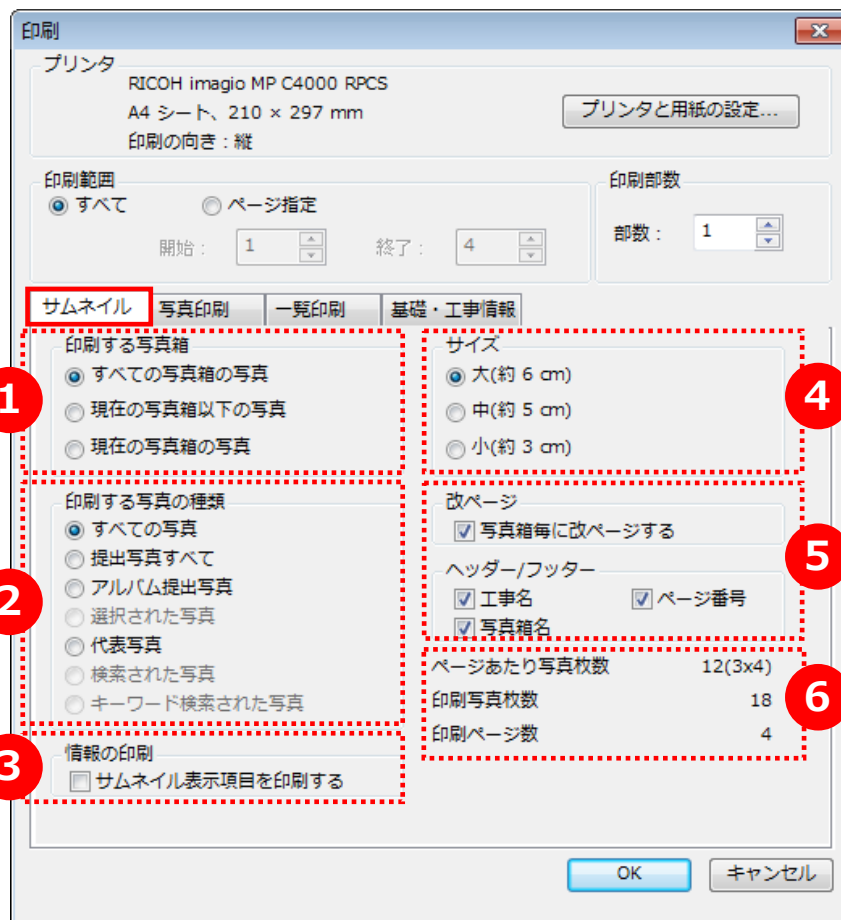 印刷
プリンタ
RICOH imagio MP C4000 RPCS
A4 シート、210 × 297 mm
プリンタと用紙の設定...
印刷の向き：縦
印刷範囲
すべて
ページ指定
開始： 1
終了： 4
印刷部数
部数： 1
サムネイル
写真印刷
一覧印刷
基礎・工事情報
1
印刷する写真箱
すべての写真箱の写真
現在の写真箱以下の写真
現在の写真箱の写真
2
印刷する写真の種類
すべての写真
提出写真すべて
アルバム提出写真
選択された写真
代表写真
検索された写真
キーワード検索された写真
3
情報の印刷
サムネイル表示項目を印刷する
4
サイズ
大(約 6 cm)
中(約 5 cm)
小(約 3 cm)
5
改ページ
写真箱毎に改ページする
ヘッダー/フッター
工事名
ページ番号
写真箱名
6
ページあたり写真枚数 12(3x4)
印刷写真枚数 18
印刷ページ数 4
OK
キャンセル